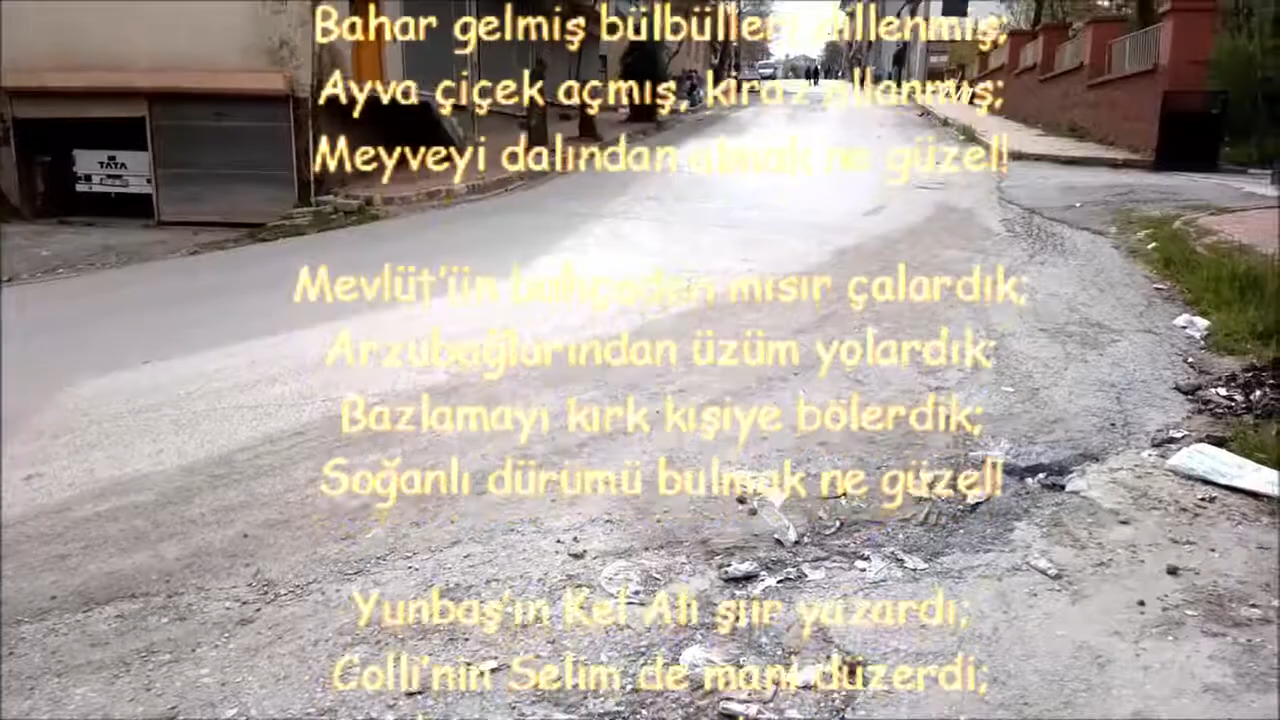 Bahar gelmiş bülbüller dillenmiş;
Ayva çiçek açmış, kiraz allanmış;
Meyveyi dalından almak ne güzel!
TATA
Mevlüt'ün bahçeden mısır çalardık;
Arzubağlarından üzüm yolardık;
Bazlamayı kırk kişiye bölerdik;
Soğanlı dürümü bulmak ne güzel!
Yunbaş'ın Kel Ali şiir yazardı;
Colli'nin Selim de mani düzerdi;